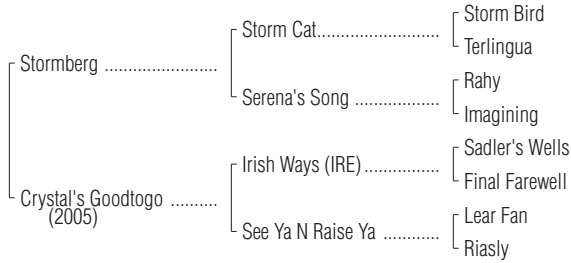 Storm Bird
Storm Cat..............................
Terlingua
Stormberg ............................
Rahy
Serena's Song .....................
Imagining
Sadler's Wells
Irish Ways (IRE)...................
Final Farewell
Crystal's Goodtogo ...........
(2005)
Lear Fan
See Ya N Raise Ya ..............
Riasly